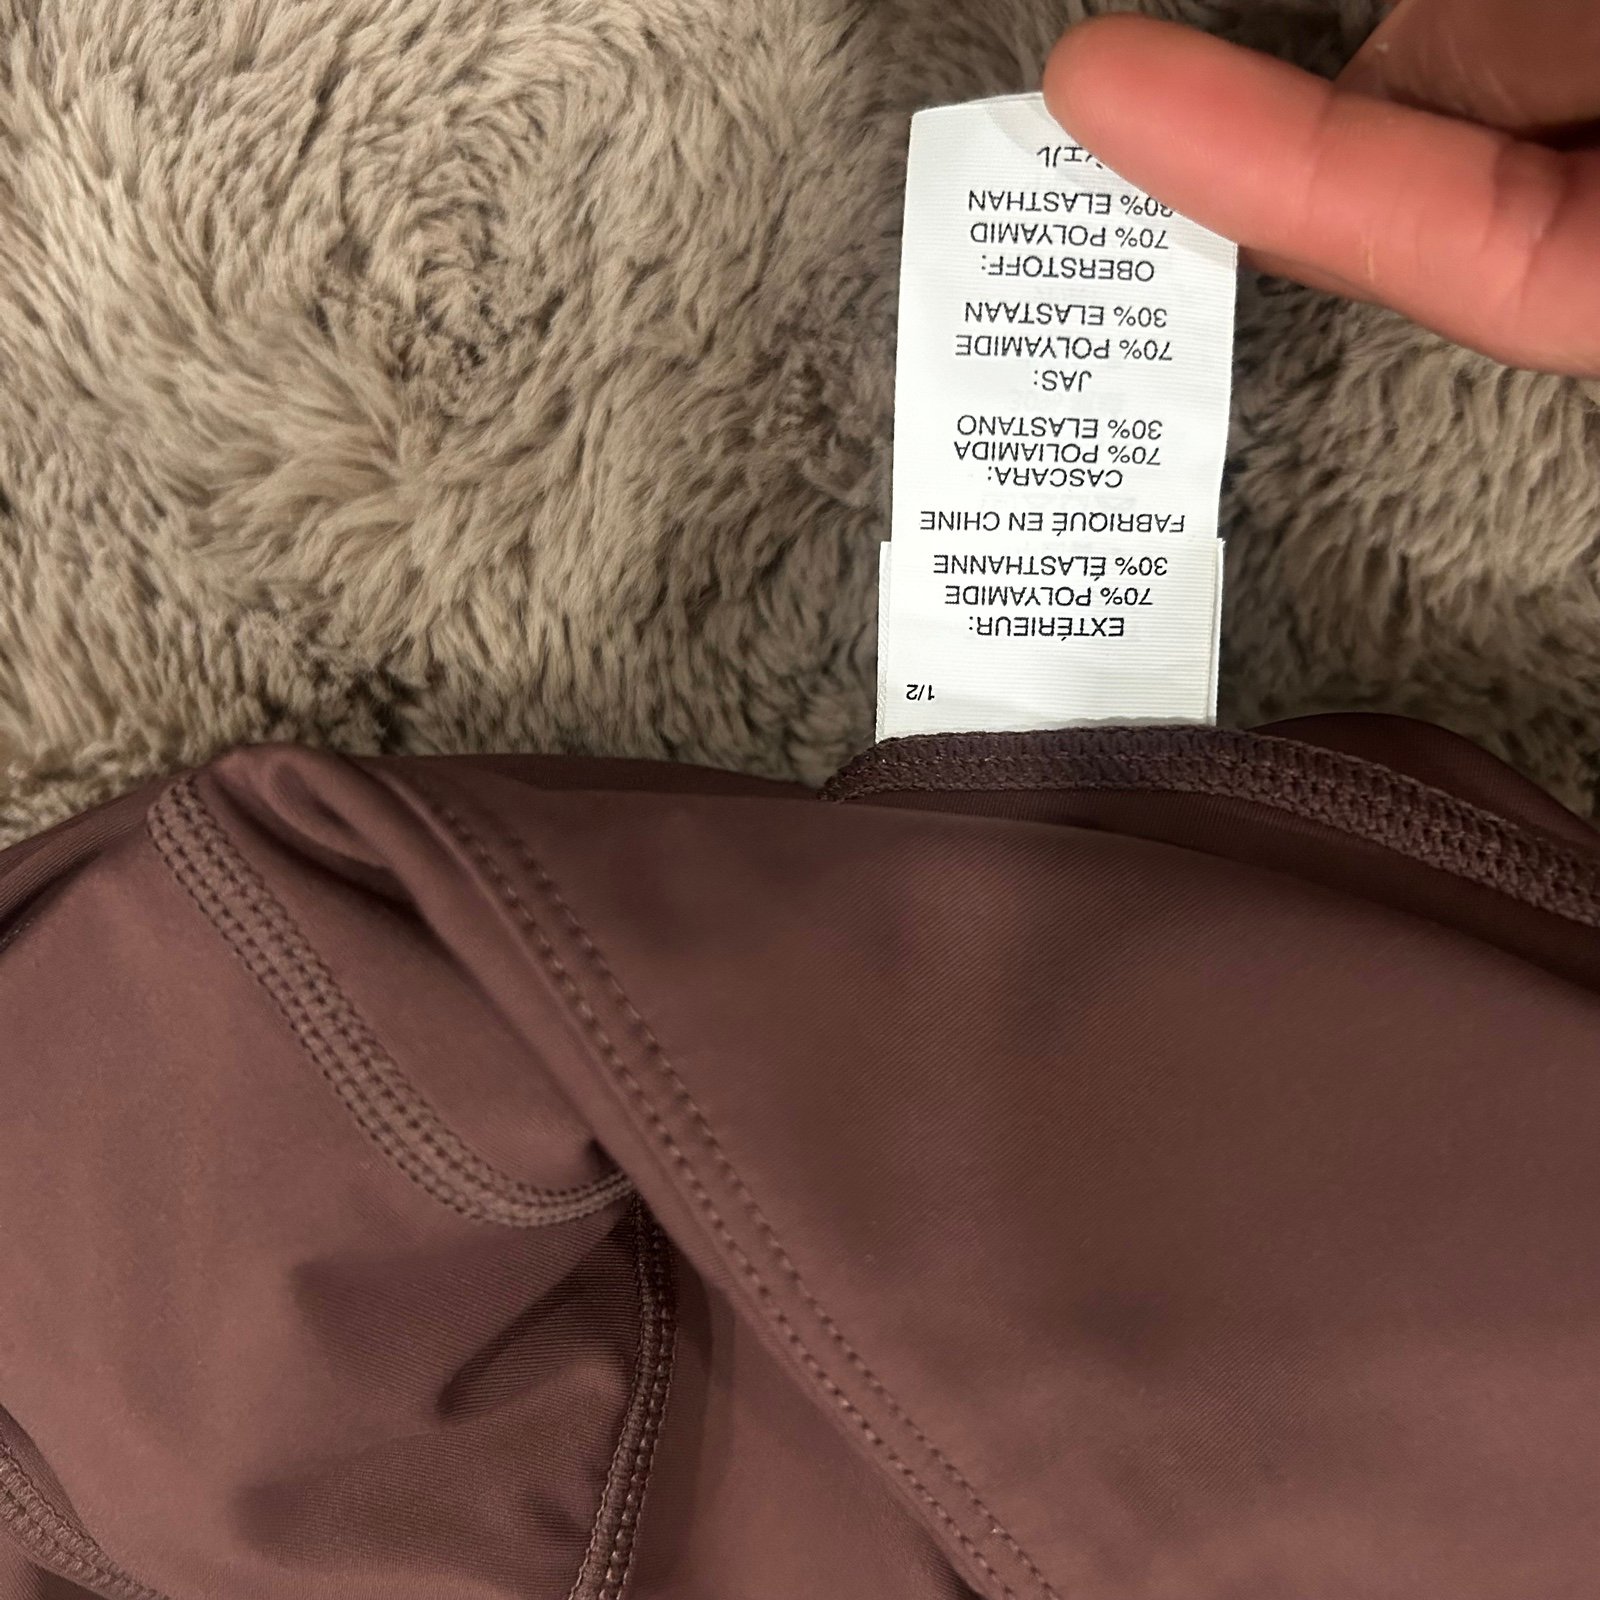 1/2
EXTÉRIEUR:
70% POLYAMIDE
30% ÉLASTHANNE
FABRIQUÉ EN CHINE
CASCARA:
70% POLIAMIDA
30% ELASTANO
JAS:
70% POLYAMIDE
30% ELASTAAN
OBERSTOFF:
70% POLYAMID
30% ELASTHAN